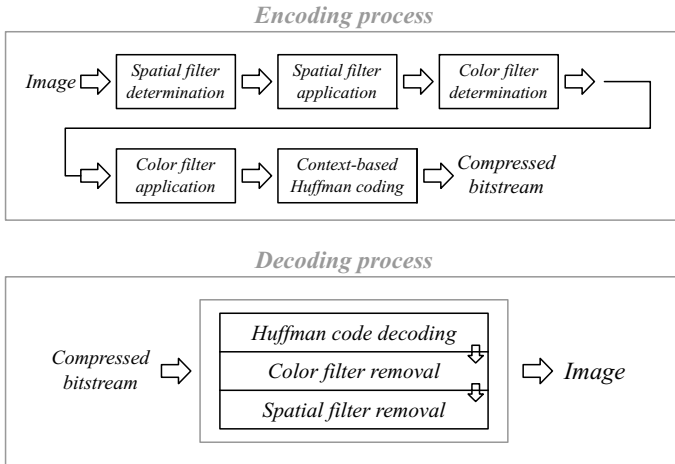 Encoding process
Image
Spatial filter
determination
Spatial filter
application
Color filter
determination
Color filter
application
Context-based
Huffman coding
Compressed
bitstream
Decoding process
Compressed
bitstream
Huffman code decoding
Color filter removal
Spatial filter removal
Image